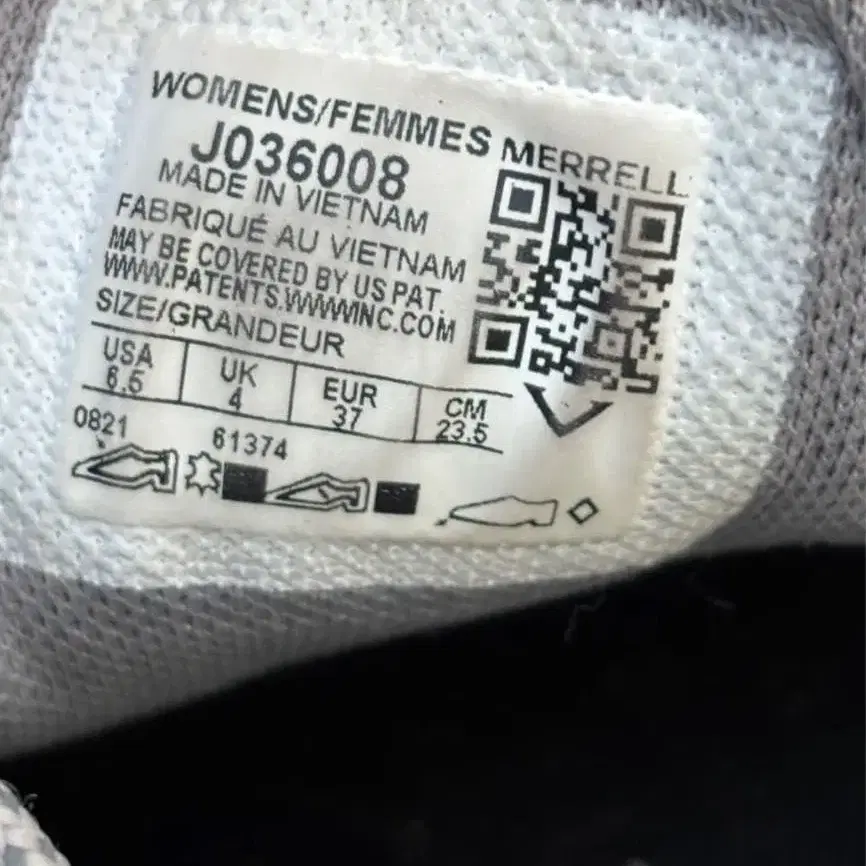 WOMENS/FEMMES MERRELL
J036008
MADE IN VIETNAM
FABRIQUÉ AU VIETNAM
MAY BE COVERED BY US PAT.
WWW.PATENTS.WWWINC.COM
SIZE/GRANDEUR
USA UK EUR CM
6.5 4 37 23.5
0821 61374